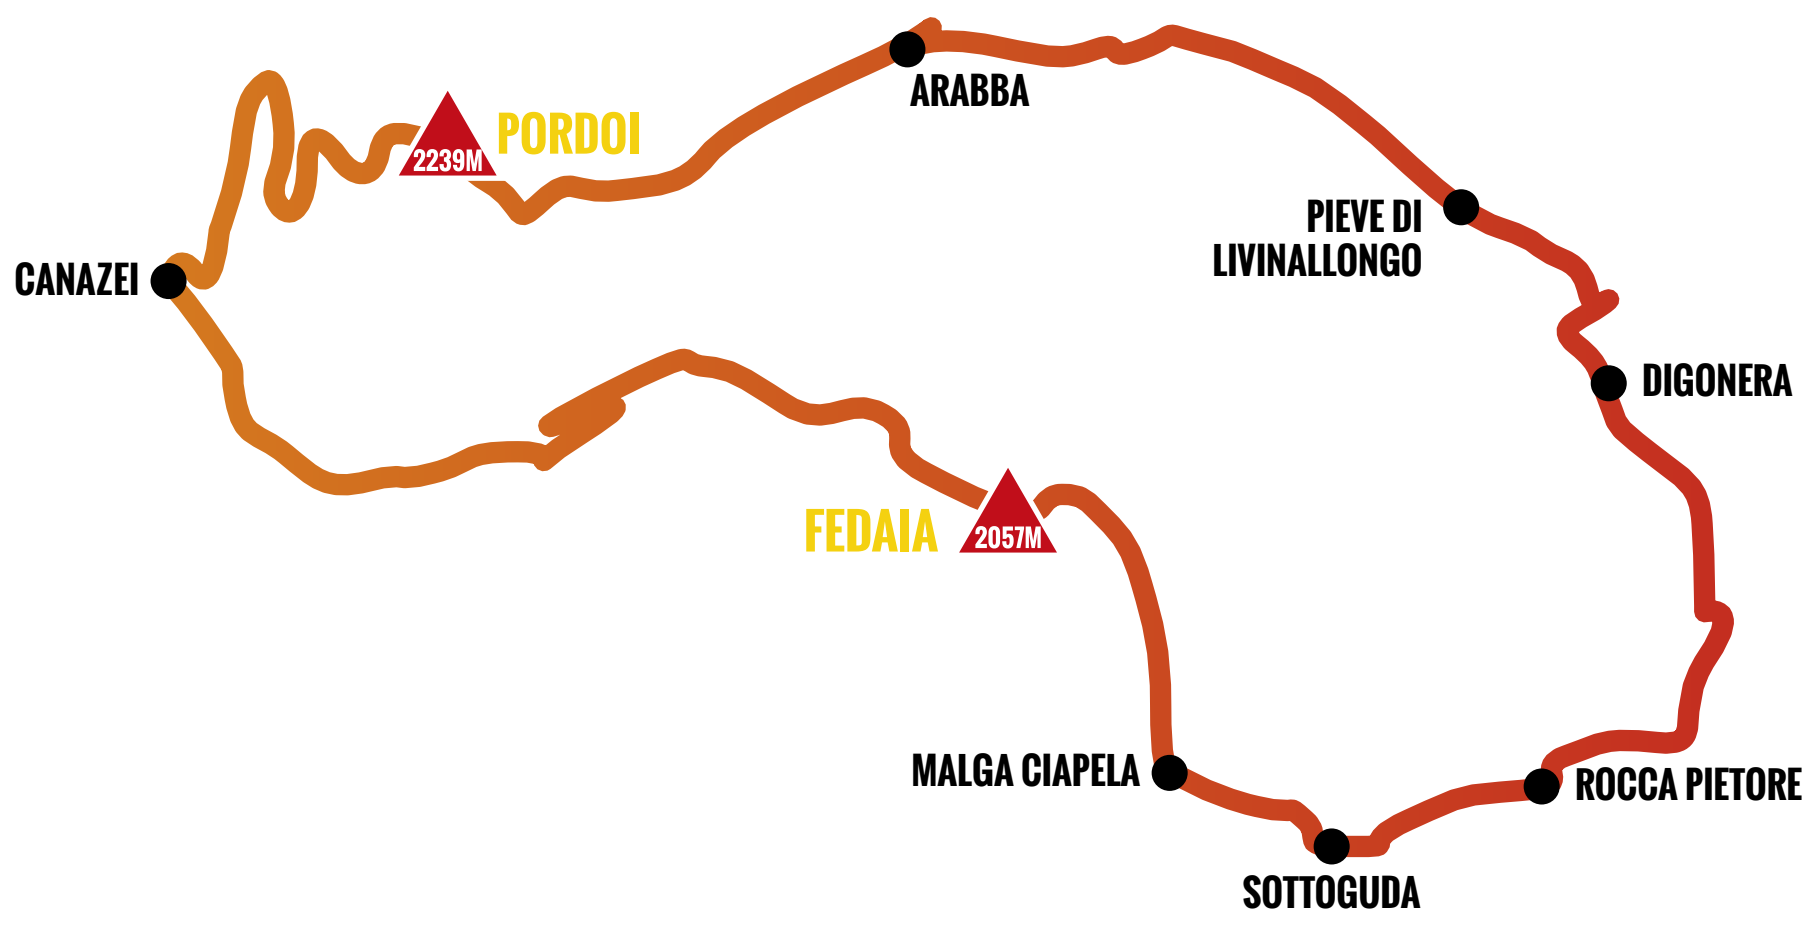 ARABBA
PORDOI
2239M
PIEVE DI
LIVINALLONGO
CANAZEI
DIGONERA
FEDAIA
2057M
MALGA CIAPELA
ROCCA PIETORE
SOTTOGUDA